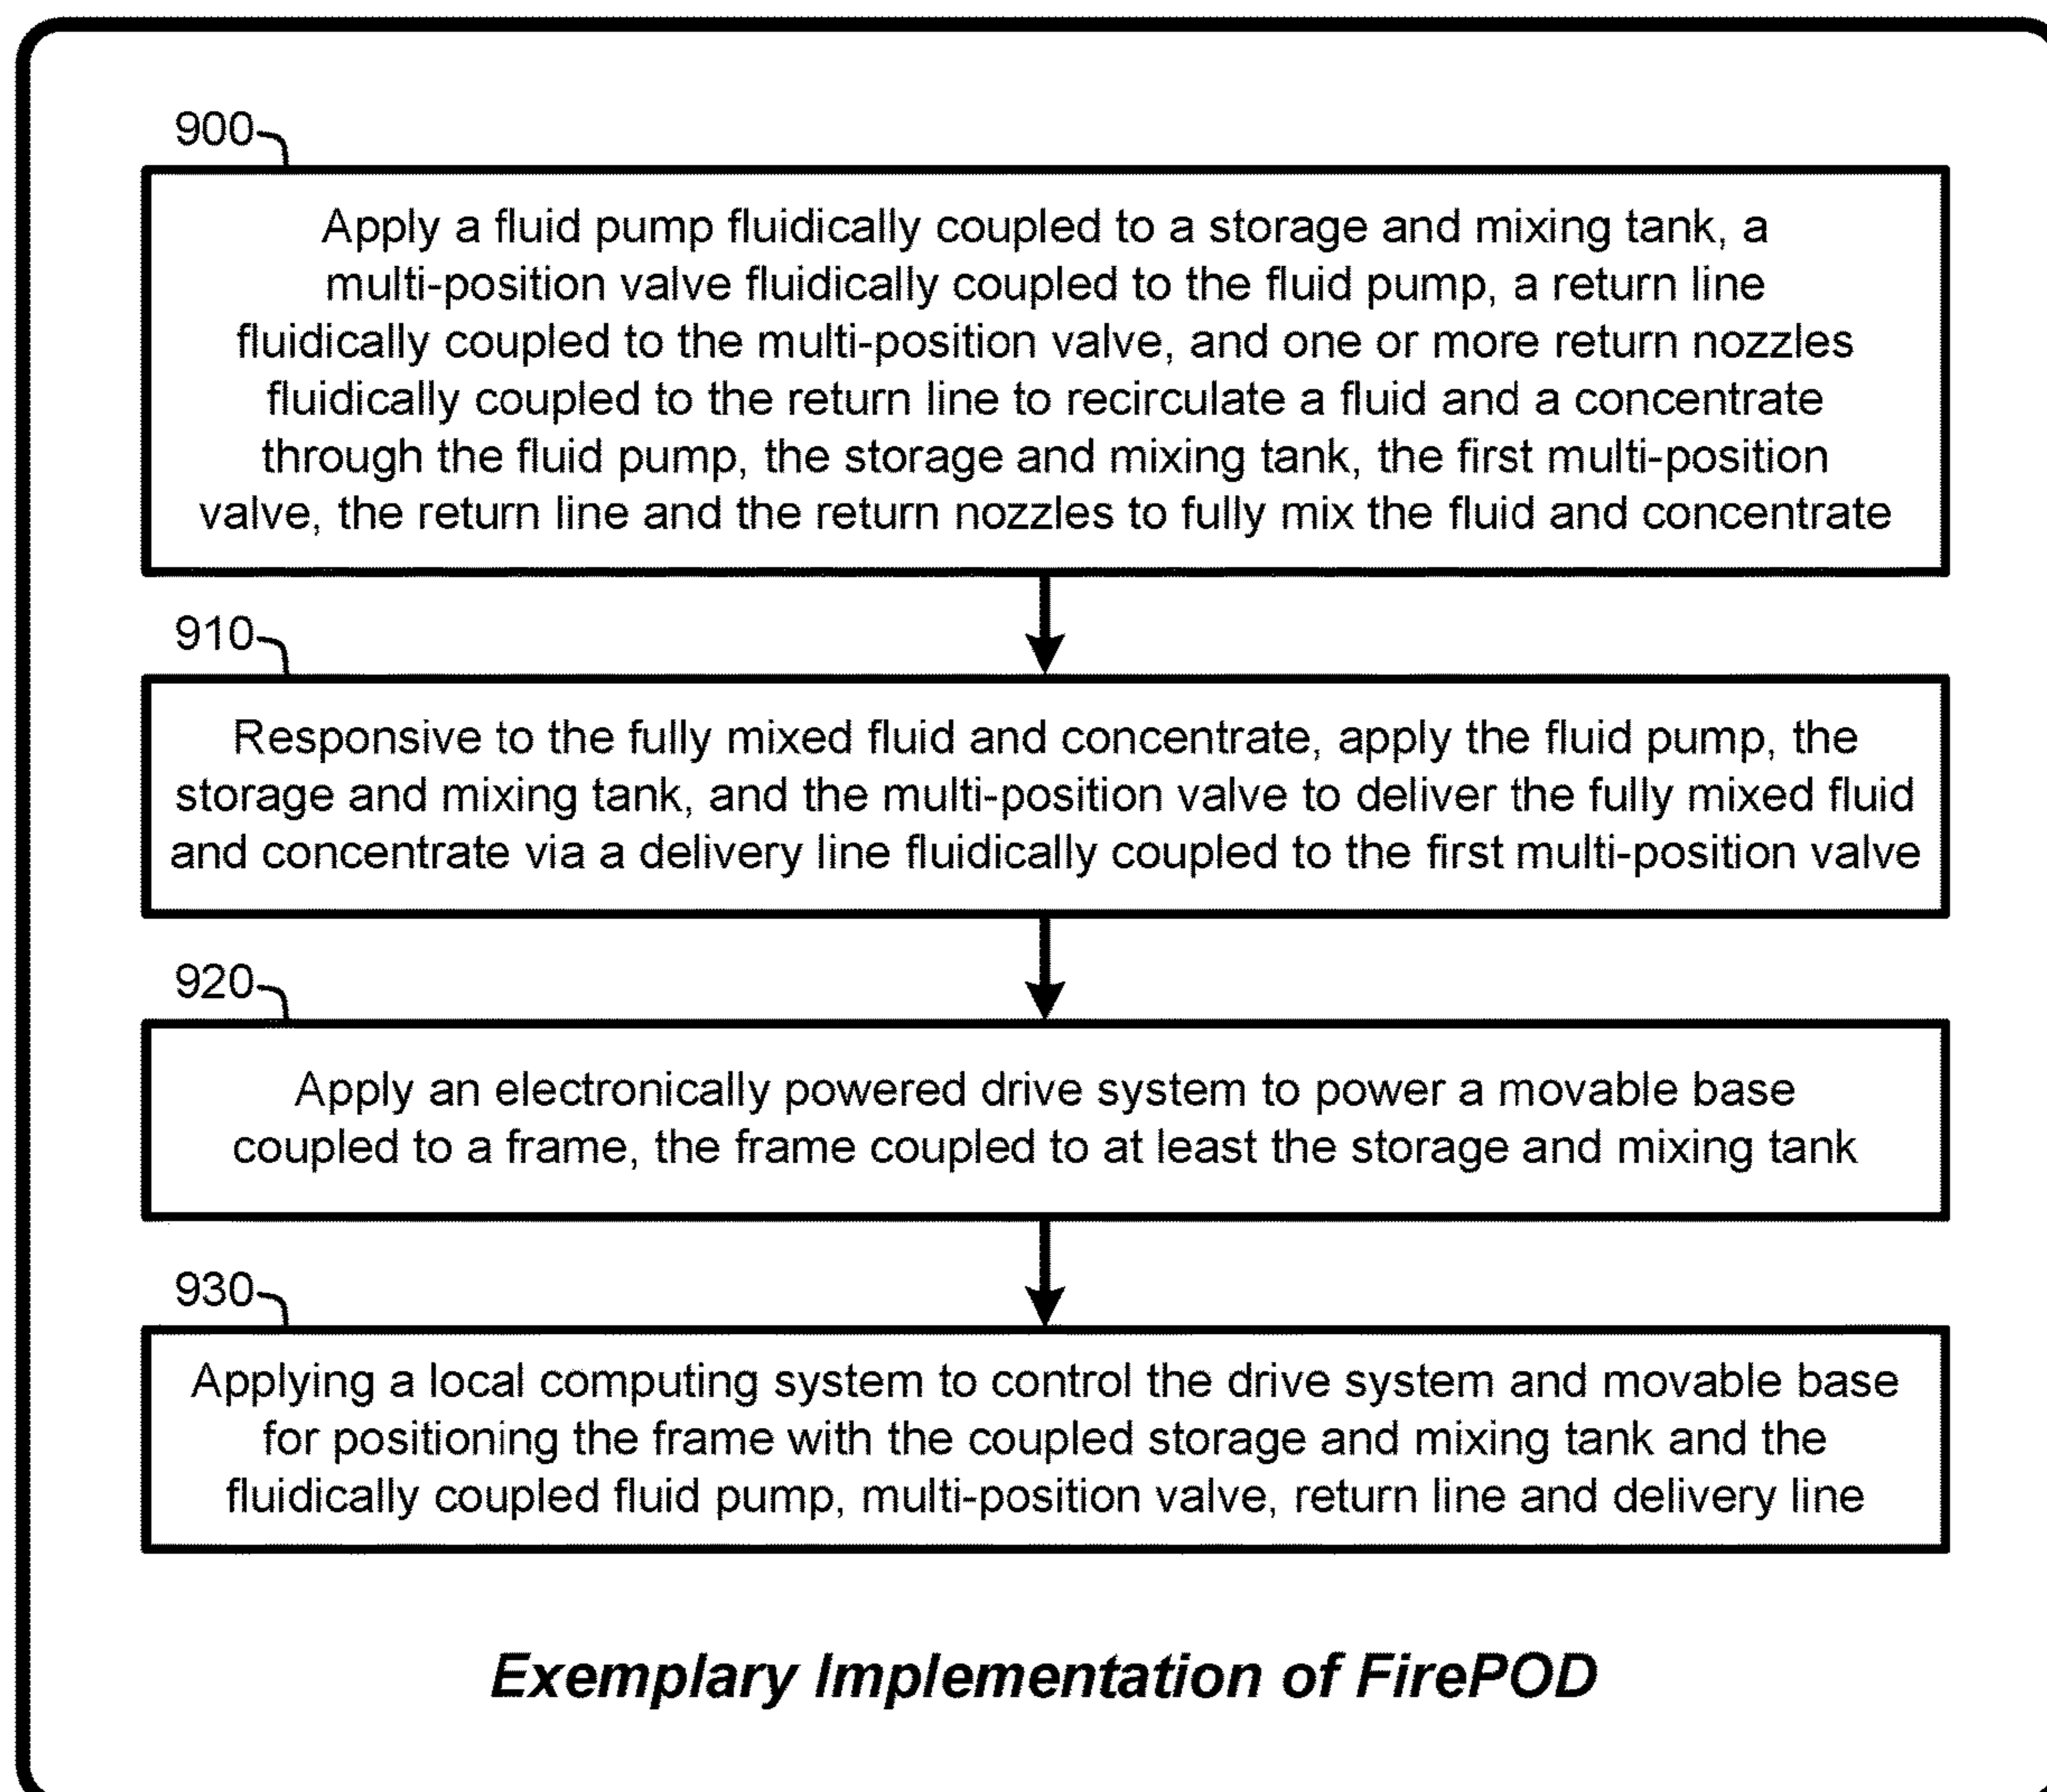 900
Apply a fluid pump fluidically coupled to a storage and mixing tank, a
multi-position valve fluidically coupled to the fluid pump, a return line
fluidically coupled to the multi-position valve, and one or more return nozzles
fluidically coupled to the return line to recirculate a fluid and a concentrate
through the fluid pump, the storage and mixing tank, the first multi-position
valve, the return line and the return nozzles to fully mix the fluid and concentrate
910
Responsive to the fully mixed fluid and concentrate, apply the fluid pump, the
storage and mixing tank, and the multi-position valve to deliver the fully mixed fluid
and concentrate via a delivery line fluidically coupled to the first multi-position valve
920
Apply an electronically powered drive system to power a movable base
coupled to a frame, the frame coupled to at least the storage and mixing tank
930
Applying a local computing system to control the drive system and movable base
for positioning the frame with the coupled storage and mixing tank and the
fluidically coupled fluid pump, multi-position valve, return line and delivery line
Exemplary Implementation of FirePOD